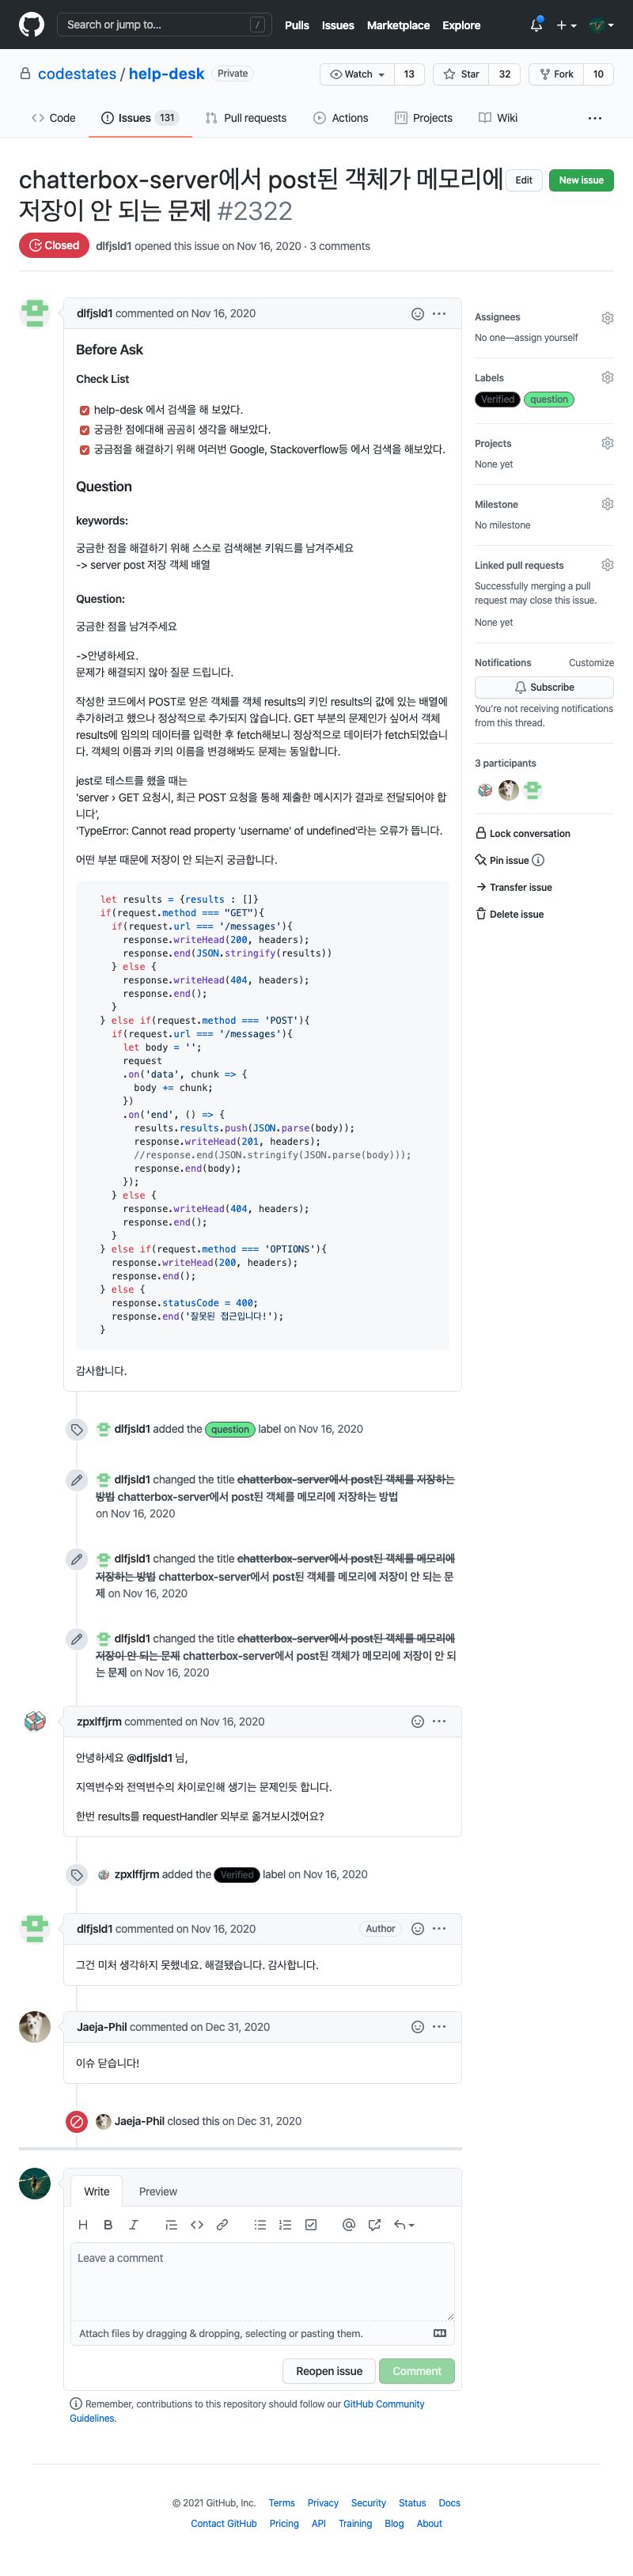 Search or jump to... /
Pulls Issues Marketplace Explore
codestates / help-desk Private
Watch 13 Star 32 Fork 10
Code Issues 131 Pull requests Actions Projects Wiki
chatterbox-server에서 post된 객체가 메모리에
저장이 안 되는 문제 #2322
Edit New issue
Closed dlfjsld1 opened this issue on Nov 16, 2020 · 3 comments
dlfjsld1 commented on Nov 16, 2020
Before Ask
Check List
help-desk 에서 검색을 해 보았다.
궁금한 점에대해 곰곰히 생각을 해보았다.
궁금점을 해결하기 위해 여러번 Google, Stackoverflow등 에서 검색을 해보았다.
Question
keywords:
궁금한 점을 해결하기 위해 스스로 검색해본 키워드를 남겨주세요
-> server post 저장 객체 배열
Question:
궁금한 점을 남겨주세요
->안녕하세요.
문제가 해결되지 않아 질문 드립니다.
작성한 코드에서 POST로 얻은 객체를 객체 results의 키인 results의 값에 있는 배열에
추가하려고 했으나 정상적으로 추가되지 않습니다. GET 부분의 문제인가 싶어서 객체
results에 임의의 데이터를 입력한 후 fetch해보니 정상적으로 데이터가 fetch되었습니
다. 객체의 이름과 키의 이름을 변경해봐도 문제는 동일합니다.
jest로 테스트를 했을 때는
'server › GET 요청시, 최근 POST 요청을 통해 제출한 메시지가 결과로 전달되어야 합
니다',
'TypeError: Cannot read property 'username' of undefined'라는 오류가 뜹니다.
어떤 부분 때문에 저장이 안 되는지 궁금합니다.
let results = {results : []}
if(request.method === "GET"){
if(request.url === '/messages'){
response.writeHead(200, headers);
response.end(JSON.stringify(results))
} else {
response.writeHead(404, headers);
response.end();
}
} else if(request.method === 'POST'){
if(request.url === '/messages'){
let body = '';
request
.on('data', chunk => {
body += chunk;
})
.on('end', () => {
results.results.push(JSON.parse(body));
response.writeHead(201, headers);
//response.end(JSON.stringify(JSON.parse(body)));
response.end(body);
});
} else {
response.writeHead(404, headers);
response.end();
}
} else if(request.method === 'OPTIONS'){
response.writeHead(200, headers);
response.end();
} else {
response.statusCode = 400;
response.end('잘못된 접근입니다!');
}
감사합니다.
Assignees
No one—assign yourself
Labels
Verified question
Projects
None yet
Milestone
No milestone
Linked pull requests
Successfully merging a pull
request may close this issue.
None yet
Notifications Customize
Subscribe
You're not receiving notifications
from this thread.
3 participants
Lock conversation
Pin issue
Transfer issue
Delete issue
dlfjsld1 added the question label on Nov 16, 2020
dlfjsld1 changed the title chatterbox-server에서 post된 객체를 저장하는
방법 chatterbox-server에서 post된 객체를 메모리에 저장하는 방법
on Nov 16, 2020
dlfjsld1 changed the title chatterbox-server에서 post된 객체를 메모리에
저장하는 방법 chatterbox-server에서 post된 객체를 메모리에 저장이 안 되는 문
제 on Nov 16, 2020
dlfjsld1 changed the title chatterbox-server에서 post된 객체를 메모리에
저장이 안 되는 문제 chatterbox-server에서 post된 객체가 메모리에 저장이 안 되
는 문제 on Nov 16, 2020
zpxlffjrm commented on Nov 16, 2020
안녕하세요 @dlfjsld1 님,
지역변수와 전역변수의 차이로인해 생기는 문제인듯 합니다.
한번 results를 requestHandler 외부로 옮겨보시겠어요?
zpxlffjrm added the Verified label on Nov 16, 2020
dlfjsld1 commented on Nov 16, 2020 Author
그건 미처 생각하지 못했네요. 해결됐습니다. 감사합니다.
Jaeja-Phil commented on Dec 31, 2020
이슈 닫습니다!
Jaeja-Phil closed this on Dec 31, 2020
Write Preview
H B I
Leave a comment
Attach files by dragging & dropping, selecting or pasting them.
Reopen issue Comment
Remember, contributions to this repository should follow our GitHub Community
Guidelines.
© 2021 GitHub, Inc. Terms Privacy Security Status Docs
Contact GitHub Pricing API Training Blog About